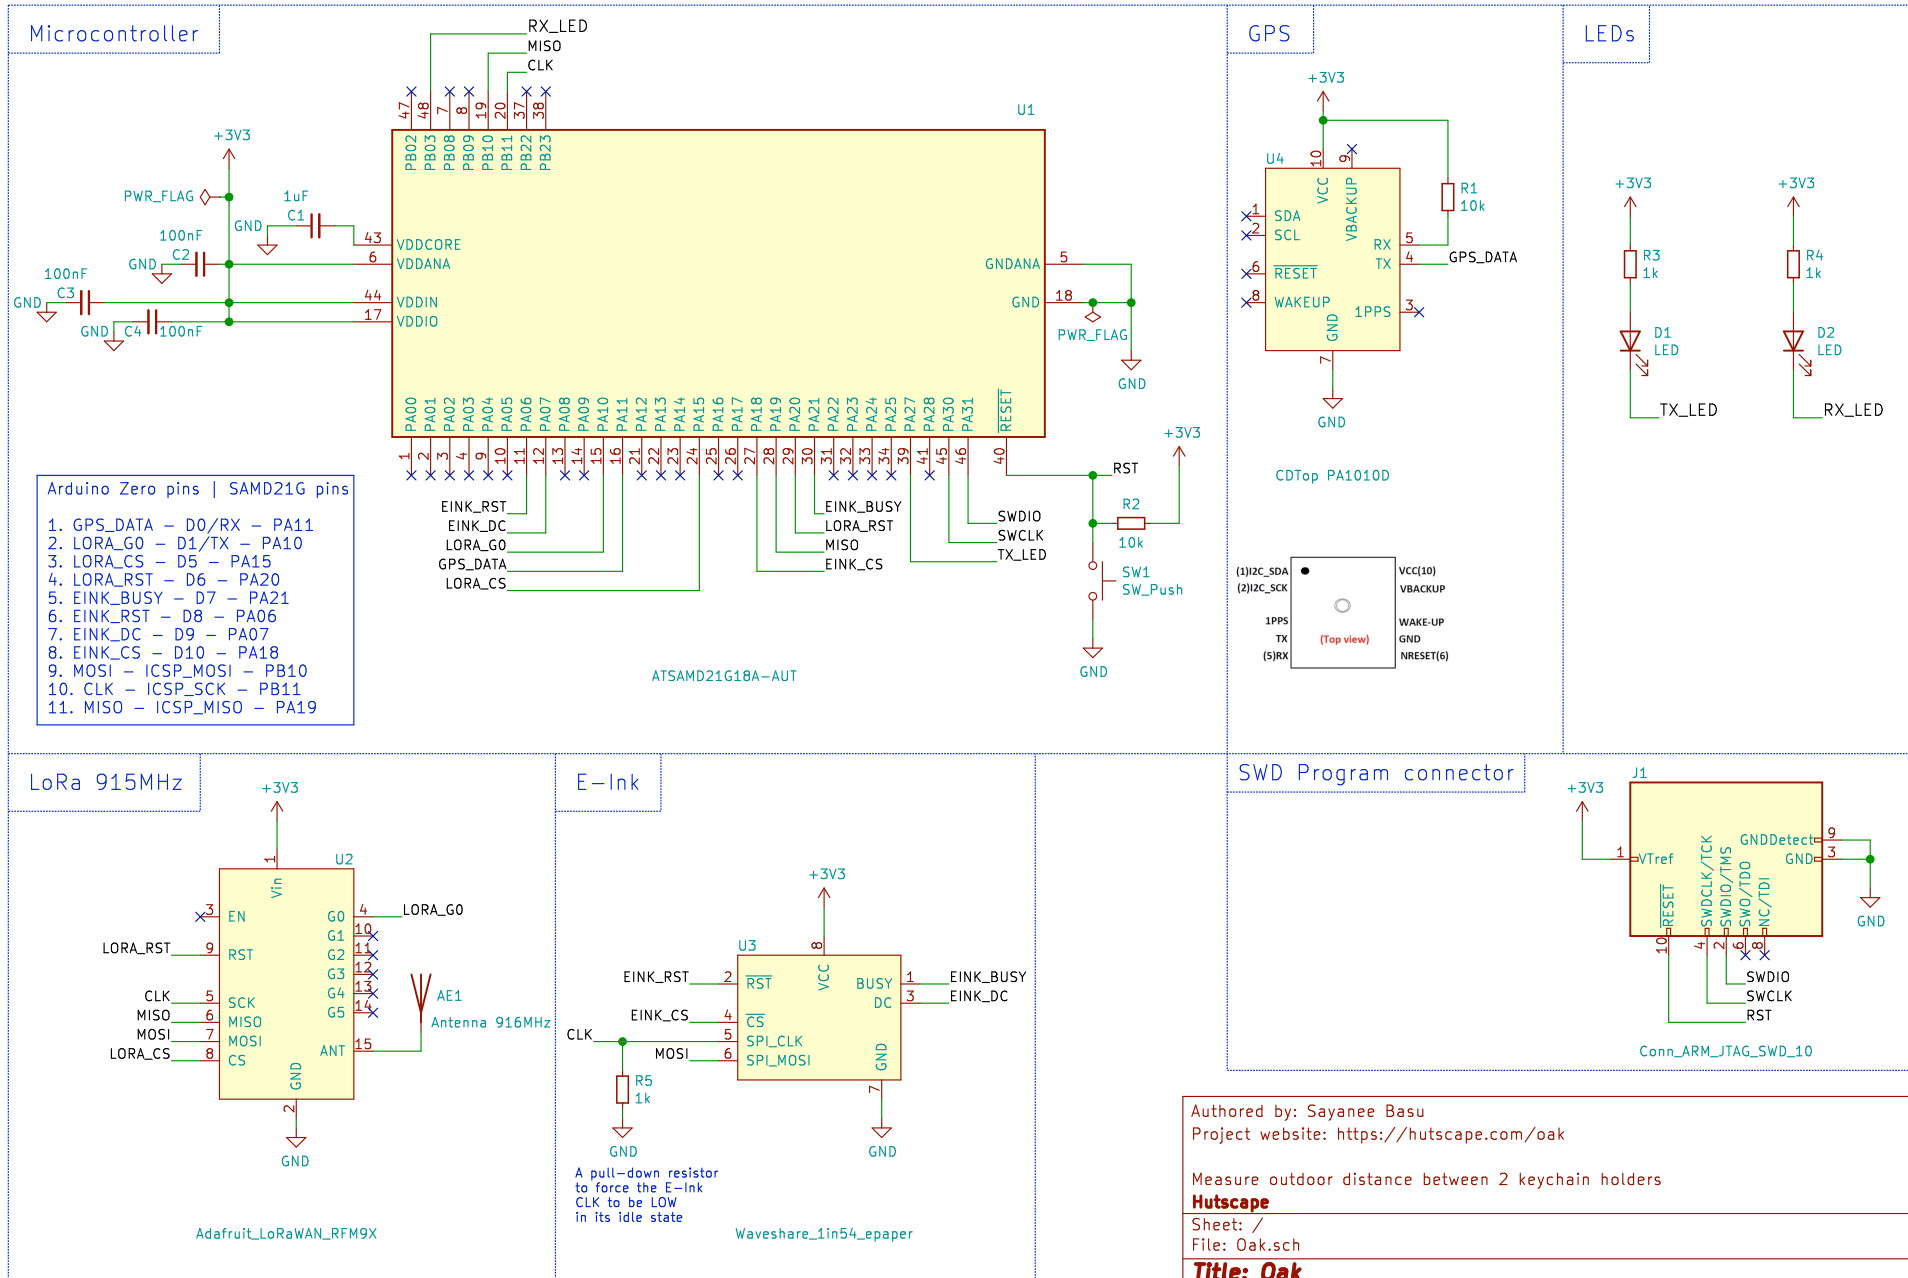 Microcontroller
RX_LED
MISO
CLK
47
48
7
8
19
20
37
38
U1
PB02
PB03
PB08
PB09
PB10
PB11
PB22
PB23
+3V3
PWR_FLAG
1uF
C1
GND
100nF
C2
GND
100nF
C3
GND
GND
C4
100nF
43
VDDCORE
6
VDDANA
44
VDDIN
17
VDDIO
GNDANA
5
GND
18
PWR_FLAG
GND
PA00
PA01
PA02
PA03
PA04
PA05
PA06
PA07
PA08
PA09
PA10
PA11
PA12
PA13
PA14
PA15
PA16
PA17
PA18
PA19
PA20
PA21
PA22
PA23
PA24
PA25
PA27
PA28
PA30
PA31
RESET
1
2
3
4
9
10
11
12
13
14
15
16
21
22
23
24
25
26
27
28
29
30
31
32
33
34
39
41
45
46
40
EINK_RST
EINK_DC
LORA_G0
GPS_DATA
LORA_CS
EINK_BUSY
LORA_RST
MISO
EINK_CS
SWDIO
SWCLK
TX_LED
RST
+3V3
R2
10k
SW1
SW_Push
GND
ATSAMD21G18A-AUT
Arduino Zero pins | SAMD21G pins
1. GPS_DATA - D0/RX - PA11
2. LORA_G0 - D1/TX - PA10
3. LORA_CS - D5 - PA15
4. LORA_RST - D6 - PA20
5. EINK_BUSY - D7 - PA21
6. EINK_RST - D8 - PA06
7. EINK_DC - D9 - PA07
8. EINK_CS - D10 - PA18
9. MOSI - ICSP_MOSI - PB10
10. CLK - ICSP_SCK - PB11
11. MISO - ICSP_MISO - PA19
GPS
+3V3
U4
10
9
VCC
VBACKUP
R1
10k
1
SDA
2
SCL
6
RESET
8
WAKEUP
RX
5
TX
4
GPS_DATA
1PPS
3
GND
7
GND
CDTop PA1010D
(1)I2C_SDA
(2)I2C_SCK
1PPS
TX
(5)RX
(Top view)
VCC(10)
VBACKUP
WAKE-UP
GND
NRESET(6)
LEDs
+3V3
R3
1k
D1
LED
TX_LED
+3V3
R4
1k
D2
LED
RX_LED
LoRa 915MHz
+3V3
1
U2
Vin
3
EN
9
RST
LORA_RST
CLK
5
SCK
MISO
6
MISO
MOSI
7
MOSI
LORA_CS
8
CS
G0
4
LORA_G0
G1
10
G2
11
G3
12
G4
13
G5
14
ANT
15
AE1
Antenna 916MHz
GND
2
GND
Adafruit_LoRaWAN_RFM9X
E-Ink
+3V3
U3
8
VCC
EINK_RST
2
RST
EINK_CS
4
CS
CLK
5
SPI_CLK
MOSI
6
SPI_MOSI
BUSY
1
EINK_BUSY
DC
3
EINK_DC
GND
7
GND
R5
1k
GND
A pull-down resistor
to force the E-Ink
CLK to be LOW
in its idle state
Waveshare_1in54_epaper
SWD Program connector
J1
+3V3
1
VTref
GNDDetect
9
GND
3
GND
RESET
SWDCLK/TCK
SWDIO/TMS
SWO/TDO
NC/TDI
10
4
2
6
8
SWDIO
SWCLK
RST
Conn_ARM_JTAG_SWD_10
Authored by: Sayanee Basu
Project website: https://hutscape.com/oak
Measure outdoor distance between 2 keychain holders
Hutscape
Sheet: /
File: Oak.sch
Title: Oak